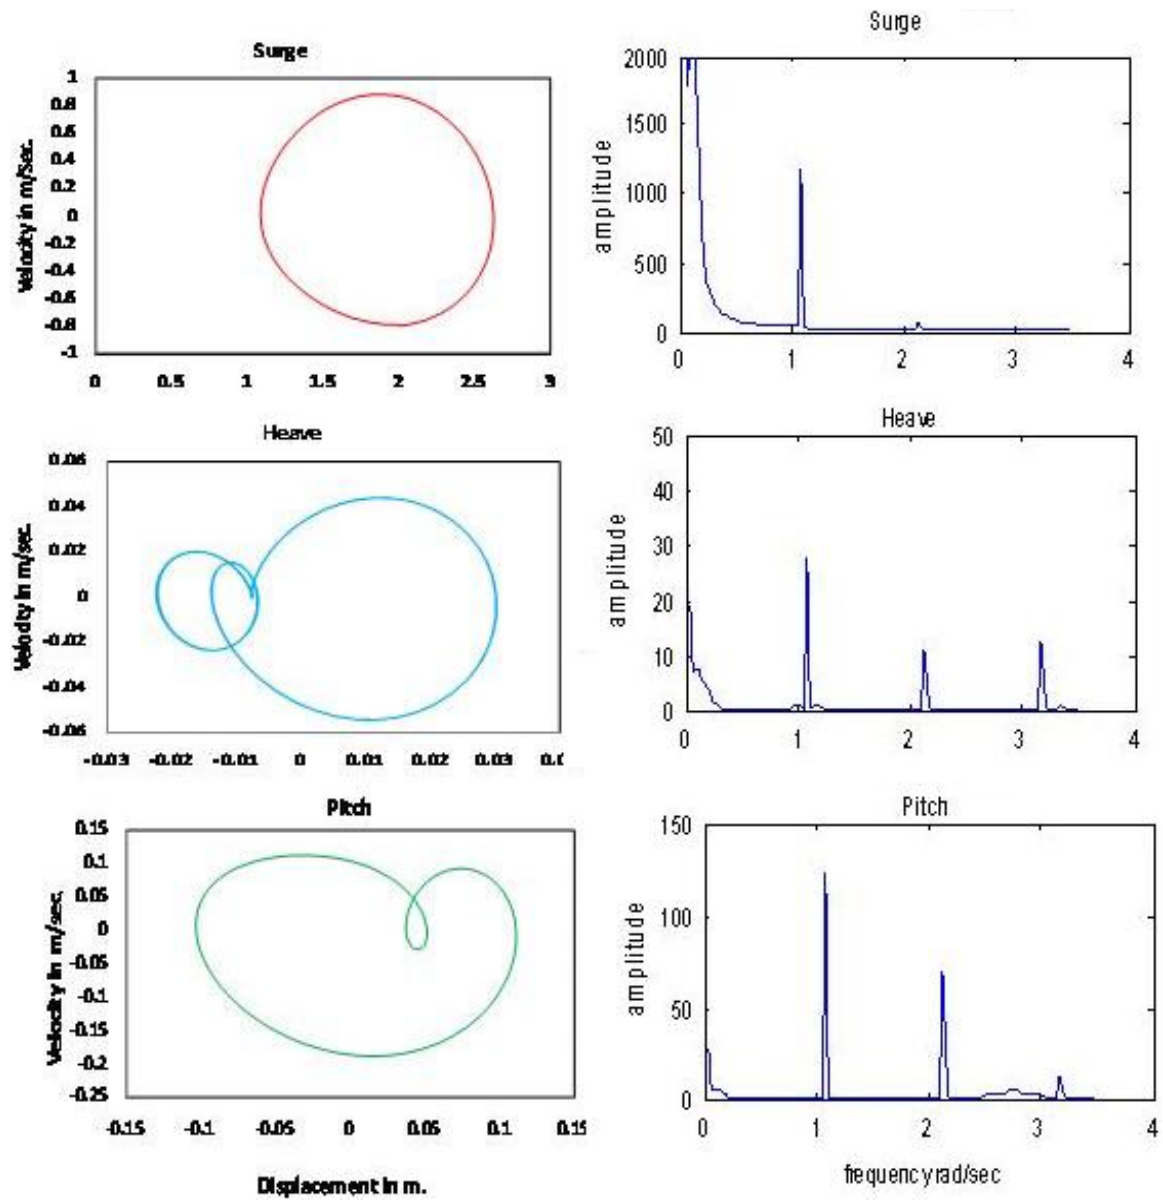 Surge
1
0.8
0.6
0.4
0.2
0
-0.2
-0.4
-0.6
-0.8
-1
Velocity in m/Sec.
0 0.5 1 1.5 2 2.5 3
Surge
2000
1500
1000
500
0
amplitude
0 1 2 3 4
Heave
0.06
0.04
0.02
0
-0.02
-0.04
-0.06
Velocity in m/sec.
-0.03 -0.02 -0.01 0 0.01 0.02 0.03
Heave
50
40
30
20
10
0
amplitude
0 1 2 3 4
Pitch
0.15
0.1
0.05
0
-0.05
-0.1
-0.15
-0.2
-0.25
Velocity in m/sec.
-0.15 -0.1 -0.05 0 0.05 0.1 0.15
Displacement in m.
Pitch
150
100
50
0
amplitude
0 1 2 3 4
frequency rad/sec